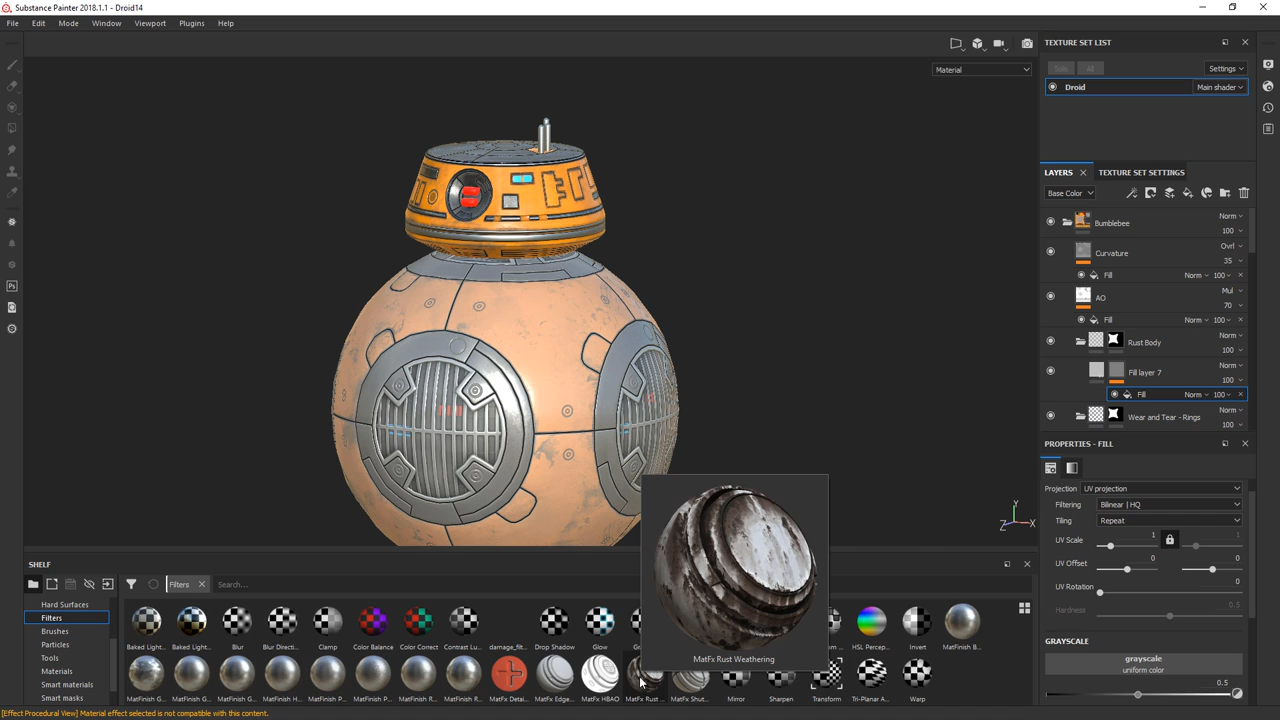 Substance Painter 2018.1.1 - Droid14
File Edit Mode Window Viewport Plugins Help
Material
TEXTURE SET LIST
Solo All Settings
Droid Main shader
LAYERS TEXTURE SET SETTINGS
Base Color
Bumblebee Norm 100
Curvature Ovrl 35
Fill Norm 100
AO Mul 70
Fill Norm 100
Rust Body Norm 100
Fill layer 7 Norm 100
Fill Norm 100
Wear and Tear - Rings Norm 100
PROPERTIES - FILL
Projection UV projection
Filtering Bilinear | HQ
Tiling Repeat
UV Scale 1 1
UV Offset 0 0
UV Rotation 0
Hardness 0.5
GRAYSCALE
grayscale
uniform color
0.5
Y
Z X
SHELF
Filters Search...
Hard Surfaces
Filters
Brushes
Particles
Tools
Materials
Smart materials
Smart masks
Baked Light... Baked Light... Blur Blur Directi... Clamp Color Balance Color Correct Contrast Lu... damage_filt... Drop Shadow Glow HSL Percep... Invert MatFinish B...
MatFinish G... MatFinish G... MatFinish G... MatFinish H... MatFinish P... MatFinish P... MatFinish R... MatFinish R... MatFx Detai... MatFx Edge... MatFx HBAO MatFx Rust ... MatFx Shut... Mirror Sharpen Transform Tri-Planar A... Warp
MatFx Rust Weathering
[Effect Procedural View] Material effect selected is not compatible with this content.